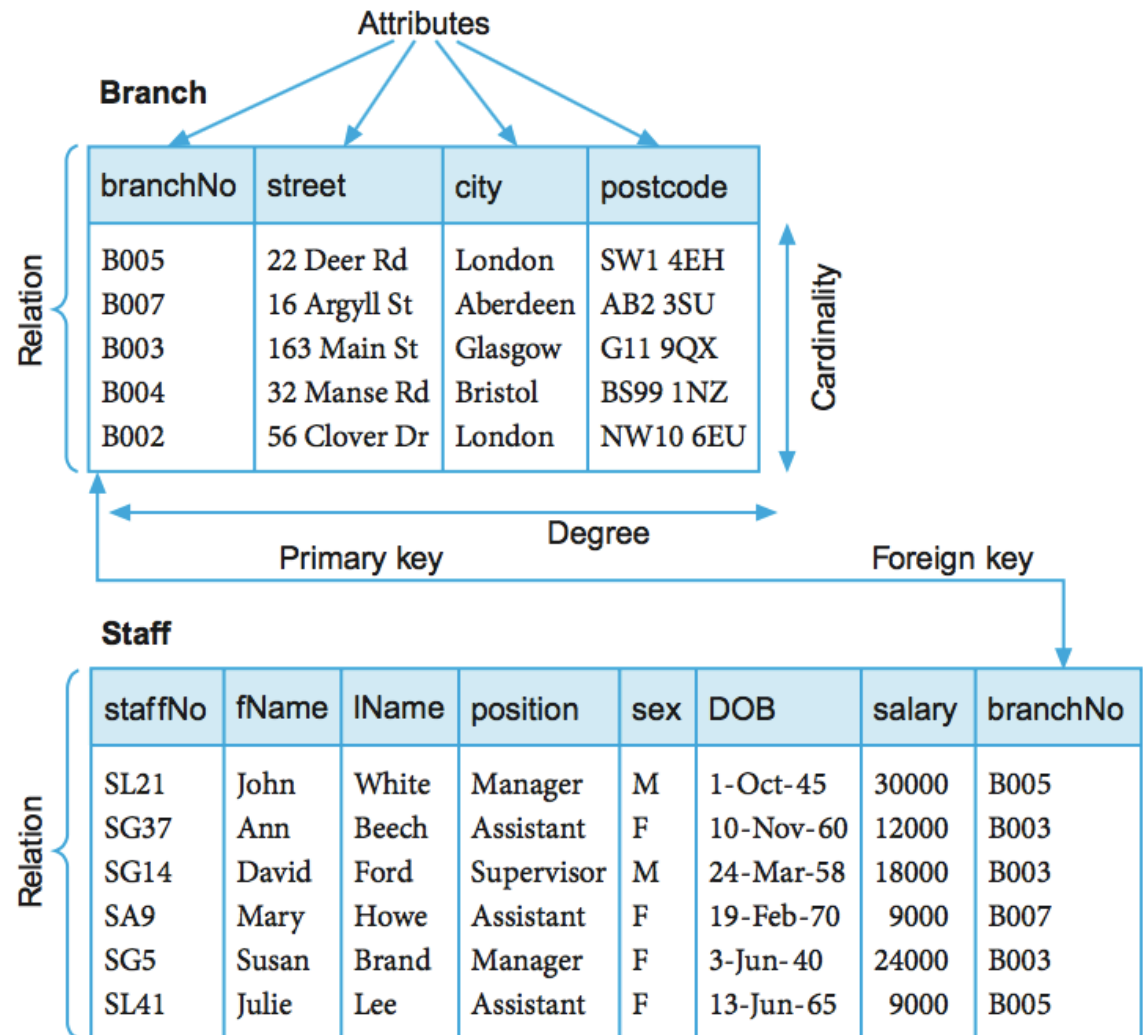 Attributes
Branch
branchNo street city postcode
B005 22 Deer Rd London SW1 4EH
B007 16 Argyll St Aberdeen AB2 3SU
B003 163 Main St Glasgow G11 9QX
B004 32 Manse Rd Bristol BS99 1NZ
B002 56 Clover Dr London NW10 6EU
Relation
Cardinality
Degree
Primary key Foreign key
Staff
staffNo fName lName position sex DOB salary branchNo
SL21 John White Manager M 1-Oct-45 30000 B005
SG37 Ann Beech Assistant F 10-Nov-60 12000 B003
SG14 David Ford Supervisor M 24-Mar-58 18000 B003
SA9 Mary Howe Assistant F 19-Feb-70 9000 B007
SG5 Susan Brand Manager F 3-Jun-40 24000 B003
SL41 Julie Lee Assistant F 13-Jun-65 9000 B005
Relation